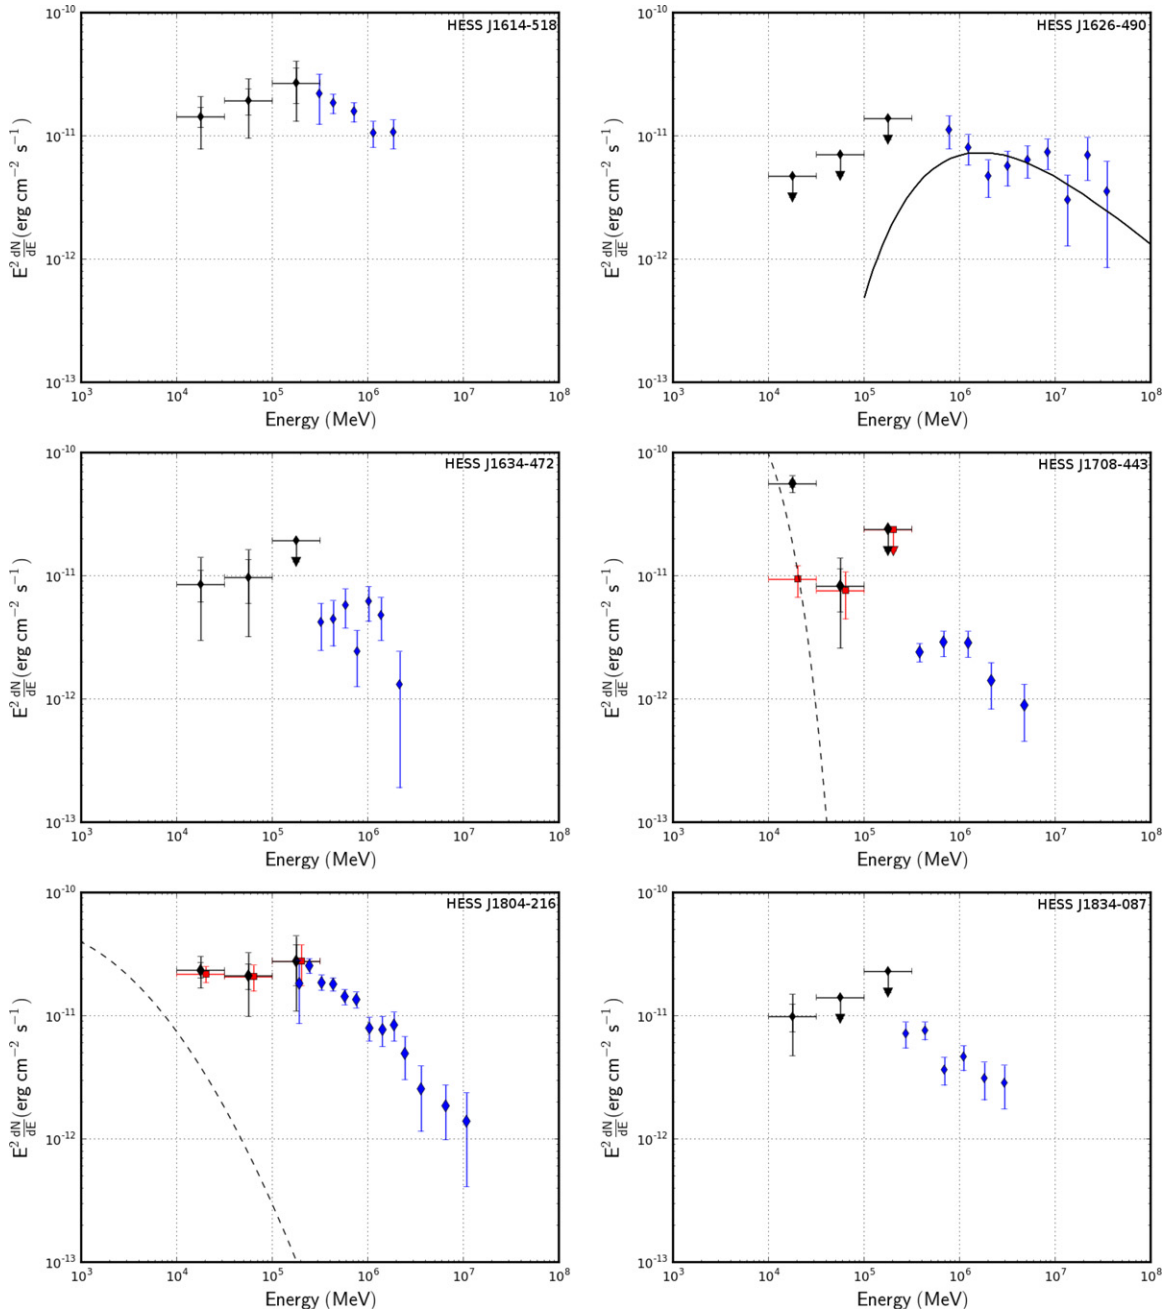 HESS J1614-518
10⁻¹⁰
10⁻¹¹
10⁻¹²
10⁻¹³
E² dN/dE (erg cm⁻² s⁻¹)
10³ 10⁴ 10⁵ 10⁶ 10⁷ 10⁸
Energy (MeV)
HESS J1626-490
10⁻¹⁰
10⁻¹¹
10⁻¹²
10⁻¹³
E² dN/dE (erg cm⁻² s⁻¹)
10³ 10⁴ 10⁵ 10⁶ 10⁷ 10⁸
Energy (MeV)
HESS J1634-472
10⁻¹⁰
10⁻¹¹
10⁻¹²
10⁻¹³
E² dN/dE (erg cm⁻² s⁻¹)
10³ 10⁴ 10⁵ 10⁶ 10⁷ 10⁸
Energy (MeV)
HESS J1708-443
10⁻¹⁰
10⁻¹¹
10⁻¹²
10⁻¹³
E² dN/dE (erg cm⁻² s⁻¹)
10³ 10⁴ 10⁵ 10⁶ 10⁷ 10⁸
Energy (MeV)
HESS J1804-216
10⁻¹⁰
10⁻¹¹
10⁻¹²
10⁻¹³
E² dN/dE (erg cm⁻² s⁻¹)
10³ 10⁴ 10⁵ 10⁶ 10⁷ 10⁸
Energy (MeV)
HESS J1834-087
10⁻¹⁰
10⁻¹¹
10⁻¹²
10⁻¹³
E² dN/dE (erg cm⁻² s⁻¹)
10³ 10⁴ 10⁵ 10⁶ 10⁷ 10⁸
Energy (MeV)